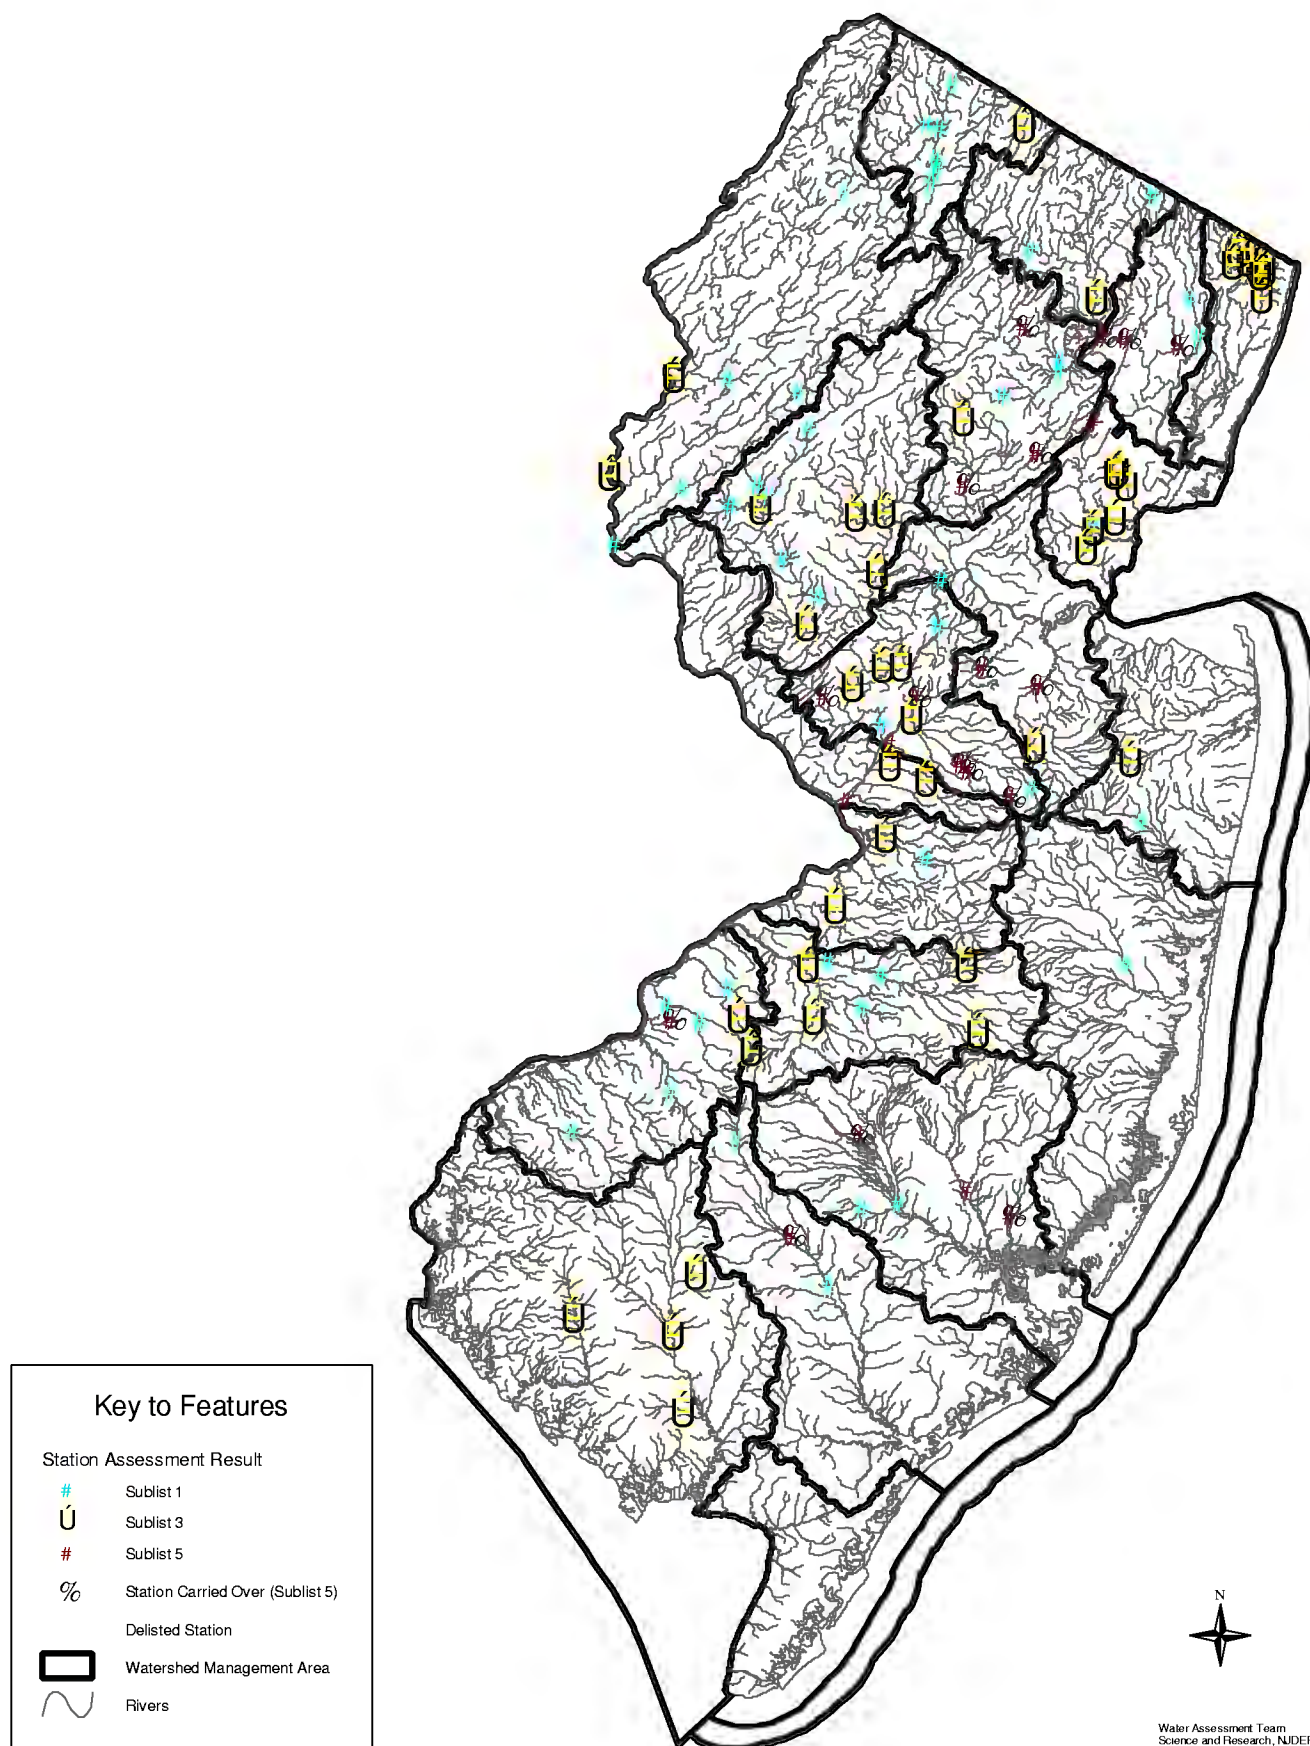 Key to Features
Station Assessment Result
# Sublist 1
Ú Sublist 3
# Sublist 5
% Station Carried Over (Sublist 5)
Delisted Station
Watershed Management Area
Rivers
N
Water Assessment Team
Science and Research, NJDEP